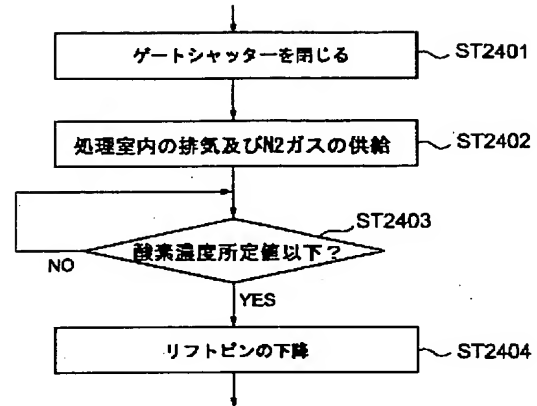 ゲートシャッターを閉じる
ST2401
処理室内の排気及びN2ガスの供給
ST2402
ST2403
酸素濃度所定値以下?
NO
YES
リフトピンの下降
ST2404